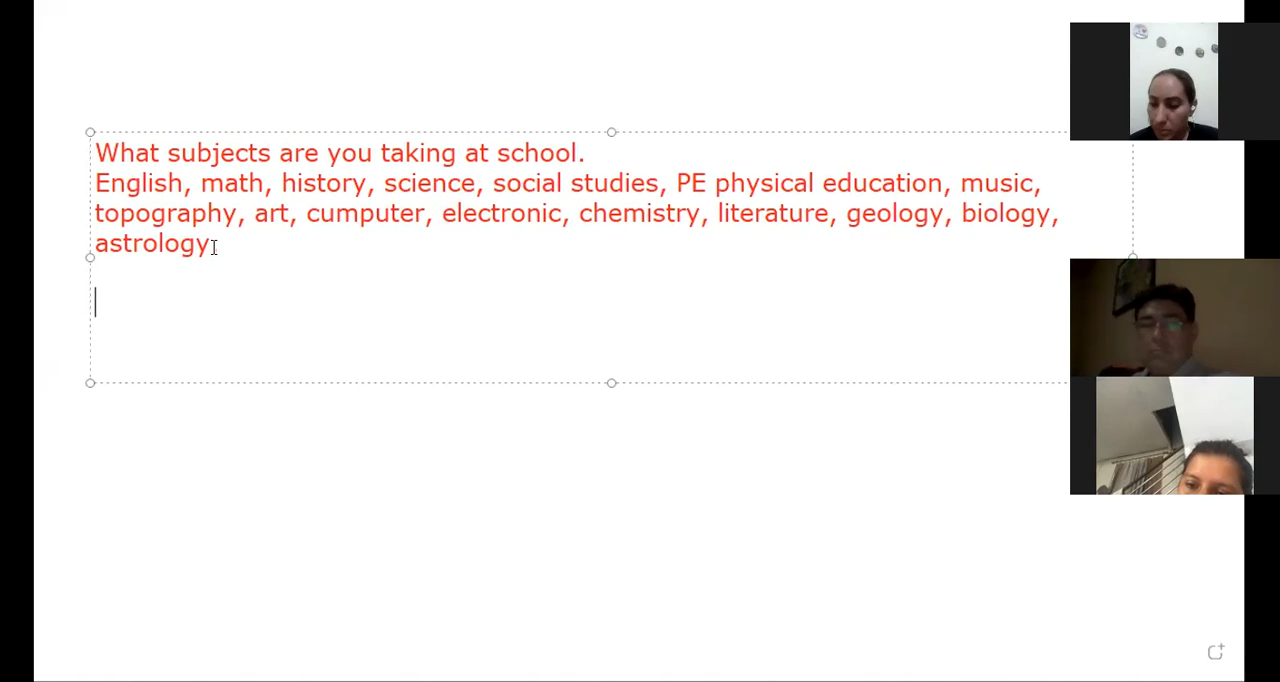 What subjects are you taking at school.
English, math, history, science, social studies, PE physical education, music,
topography, art, cumputer, electronic, chemistry, literature, geology, biology,
astrology